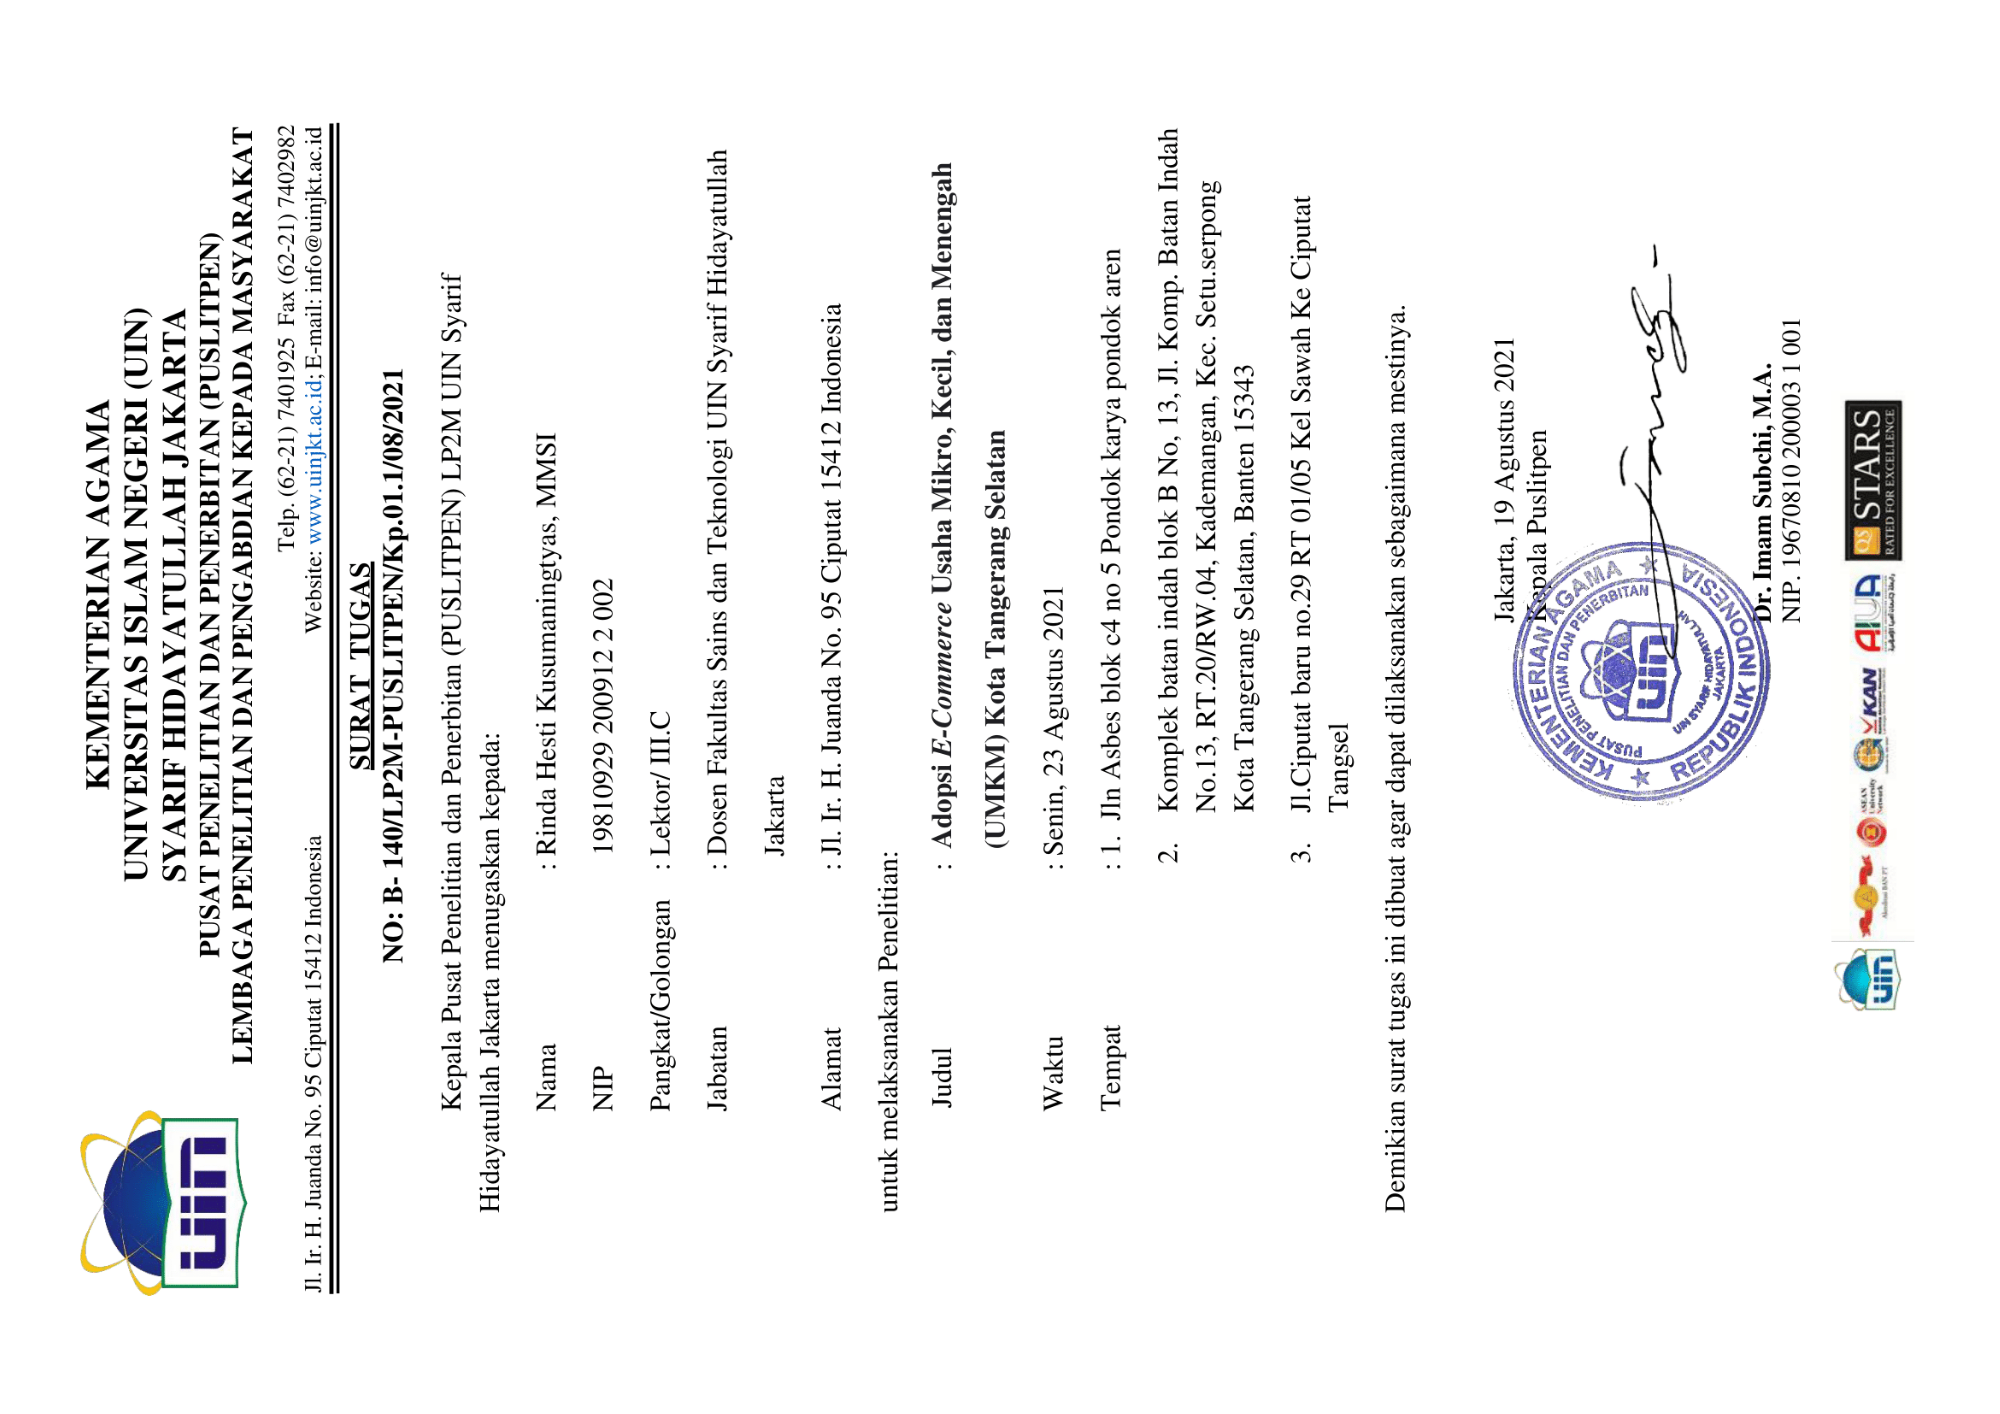 KEMENTERIAN AGAMA
UNIVERSITAS ISLAM NEGERI (UIN)
SYARIF HIDAYATULLAH JAKARTA
PUSAT PENELITIAN DAN PENERBITAN (PUSLITPEN)
LEMBAGA PENELITIAN DAN PENGABDIAN KEPADA MASYARAKAT
Telp. (62-21) 7401925 Fax (62-21) 7402982
Jl. Ir. H. Juanda No. 95 Ciputat 15412 Indonesia Website: www.uinjkt.ac.id; E-mail: info@uinjkt.ac.id
SURAT TUGAS
NO: B- 140/LP2M-PUSLITPEN/Kp.01.1/08/2021
Kepala Pusat Penelitian dan Penerbitan (PUSLITPEN) LP2M UIN Syarif
Hidayatullah Jakarta menugaskan kepada:
Nama : Rinda Hesti Kusumaningtyas, MMSI
NIP 19810929 200912 2 002
Pangkat/Golongan : Lektor/ III.C
Jabatan : Dosen Fakultas Sains dan Teknologi UIN Syarif Hidayatullah
Jakarta
Alamat : Jl. Ir. H. Juanda No. 95 Ciputat 15412 Indonesia
untuk melaksanakan Penelitian:
Judul : Adopsi E-Commerce Usaha Mikro, Kecil, dan Menengah
(UMKM) Kota Tangerang Selatan
Waktu : Senin, 23 Agustus 2021
Tempat : 1. Jln Asbes blok c4 no 5 Pondok karya pondok aren
2. Komplek batan indah blok B No, 13, Jl. Komp. Batan Indah
No.13, RT.20/RW.04, Kademangan, Kec. Setu.serpong
Kota Tangerang Selatan, Banten 15343
3. Jl.Ciputat baru no.29 RT 01/05 Kel Sawah Ke Ciputat
Tangsel
Demikian surat tugas ini dibuat agar dapat dilaksanakan sebagaimana mestinya.
Jakarta, 19 Agustus 2021
Kepala Puslitpen
KEMENTERIAN AGAMA
PUSAT PENELITIAN DAN PENERBITAN
UIN
UIN SYARIF HIDAYATULLAH
JAKARTA
REPUBLIK INDONESIA
Dr. Imam Subchi, M.A.
NIP. 19670810 200003 1 001
UIN
Akreditasi BAN PT
ASEAN
University
Network
KAN
AIUA
QS STARS
RATED FOR EXCELLENCE